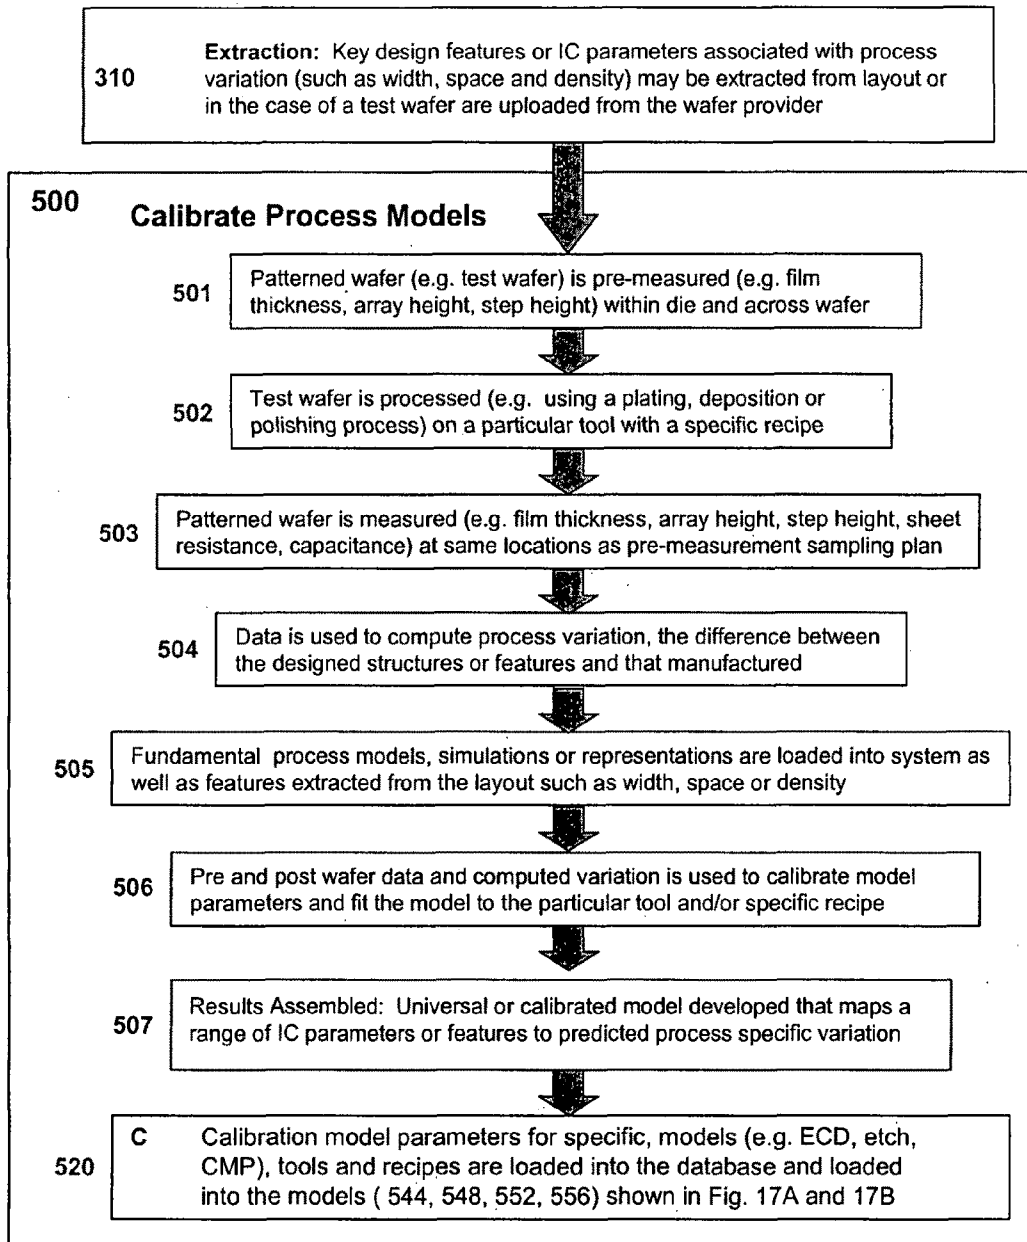 Extraction: Key design features or IC parameters associated with process
310 variation (such as width, space and density) may be extracted from layout or
in the case of a test wafer are uploaded from the wafer provider
500
Calibrate Process Models
501
Patterned wafer (e.g. test wafer) is pre-measured (e.g. film
thickness, array height, step height) within die and across wafer
502
Test wafer is processed (e.g. using a plating, deposition or
polishing process) on a particular tool with a specific recipe
503
Patterned wafer is measured (e.g. film thickness, array height, step height, sheet
resistance, capacitance) at same locations as pre-measurement sampling plan
504
Data is used to compute process variation, the difference between
the designed structures or features and that manufactured
505
Fundamental process models, simulations or representations are loaded into system as
well as features extracted from the layout such as width, space or density
506
Pre and post wafer data and computed variation is used to calibrate model
parameters and fit the model to the particular tool and/or specific recipe
507
Results Assembled: Universal or calibrated model developed that maps a
range of IC parameters or features to predicted process specific variation
520
C Calibration model parameters for specific, models (e.g. ECD, etch,
CMP), tools and recipes are loaded into the database and loaded
into the models ( 544, 548, 552, 556) shown in Fig. 17A and 17B